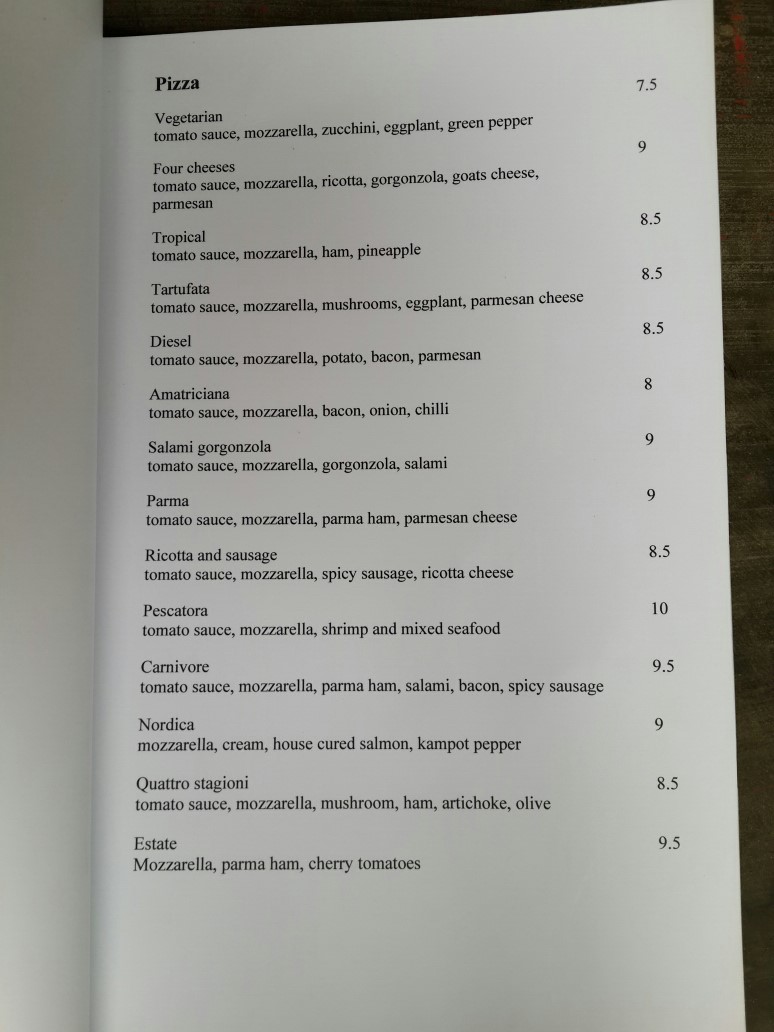 Pizza
7.5
Vegetarian
tomato sauce, mozzarella, zucchini, eggplant, green pepper
9
Four cheeses
tomato sauce, mozzarella, ricotta, gorgonzola, goats cheese,
parmesan
8.5
Tropical
tomato sauce, mozzarella, ham, pineapple
8.5
Tartufata
tomato sauce, mozzarella, mushrooms, eggplant, parmesan cheese
8.5
Diesel
tomato sauce, mozzarella, potato, bacon, parmesan
8
Amatriciana
tomato sauce, mozzarella, bacon, onion, chilli
9
Salami gorgonzola
tomato sauce, mozzarella, gorgonzola, salami
9
Parma
tomato sauce, mozzarella, parma ham, parmesan cheese
8.5
Ricotta and sausage
tomato sauce, mozzarella, spicy sausage, ricotta cheese
10
Pescatora
tomato sauce, mozzarella, shrimp and mixed seafood
9.5
Carnivore
tomato sauce, mozzarella, parma ham, salami, bacon, spicy sausage
9
Nordica
mozzarella, cream, house cured salmon, kampot pepper
8.5
Quattro stagioni
tomato sauce, mozzarella, mushroom, ham, artichoke, olive
9.5
Estate
Mozzarella, parma ham, cherry tomatoes